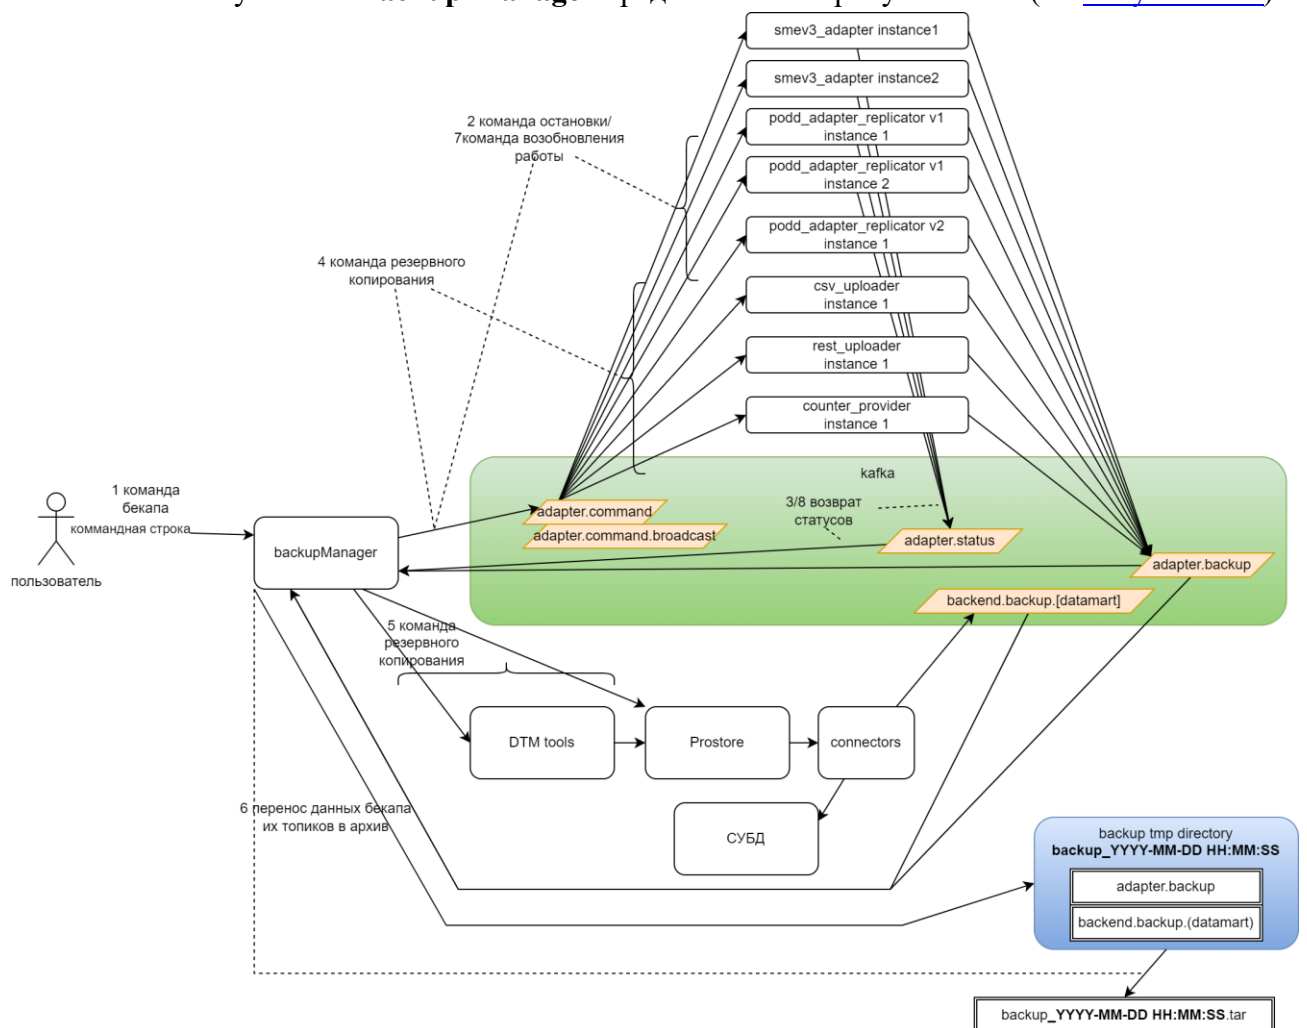 smev3_adapter instance1
smev3_adapter instance2
2 команда остановки/
7команда возобновления
работы
podd_adapter_replicator v1
instance 1
podd_adapter_replicator v1
instance 2
podd_adapter_replicator v2
instance 1
4 команда резервного
копирования
csv_uploader
instance 1
rest_uploader
instance 1
counter_provider
instance 1
kafka
1 команда
бекапа
коммандная строка
пользователь
backupManager
adapter.command
adapter.command.broadcast
3/8 возврат
статусов
adapter.status
adapter.backup
backend.backup.[datamart]
5 команда
резервного
копирования
DTM tools
Prostore
connectors
СУБД
6 перенос данных бекапа
их топиков в архив
backup tmp directory
backup_YYYY-MM-DD HH:MM:SS
adapter.backup
backend.backup.(datamart)
backup_YYYY-MM-DD HH:MM:SS.tar